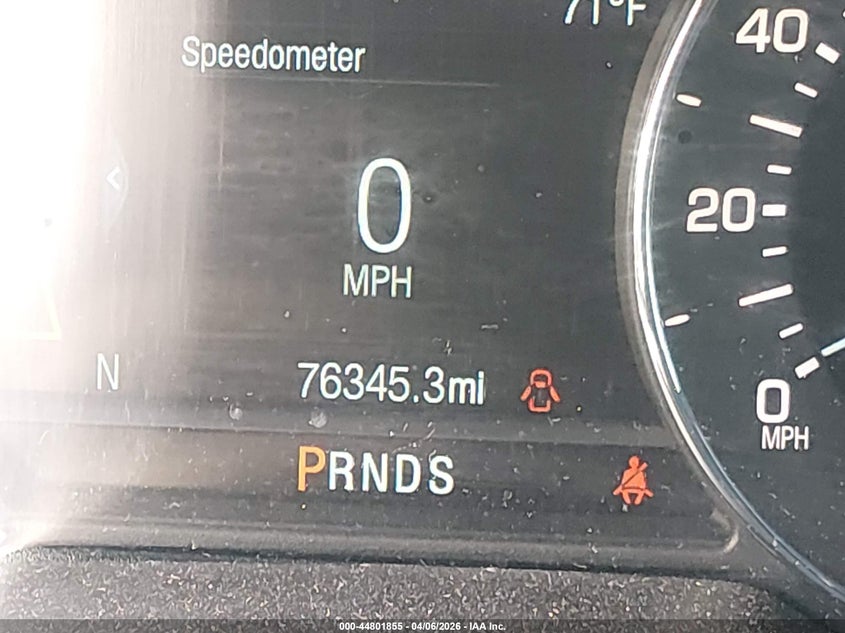 71°F
Speedometer
40
20
0
MPH
N
76345.3mi
0
MPH
PRNDS
000-44801855 - 04/06/2026 - IAA Inc.